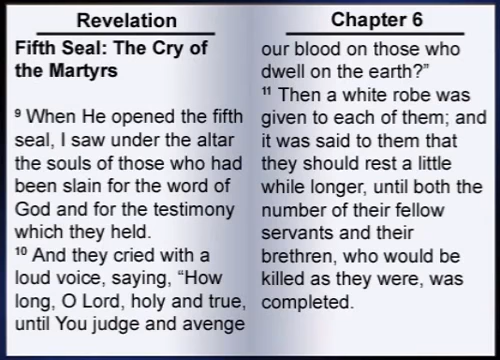 Revelation
Fifth Seal: The Cry of
the Martyrs
⁹ When He opened the fifth
seal, I saw under the altar
the souls of those who had
been slain for the word of
God and for the testimony
which they held.
¹⁰ And they cried with a
loud voice, saying, “How
long, O Lord, holy and true,
until You judge and avenge
Chapter 6
our blood on those who
dwell on the earth?”
¹¹ Then a white robe was
given to each of them; and
it was said to them that
they should rest a little
while longer, until both the
number of their fellow
servants and their
brethren, who would be
killed as they were, was
completed.